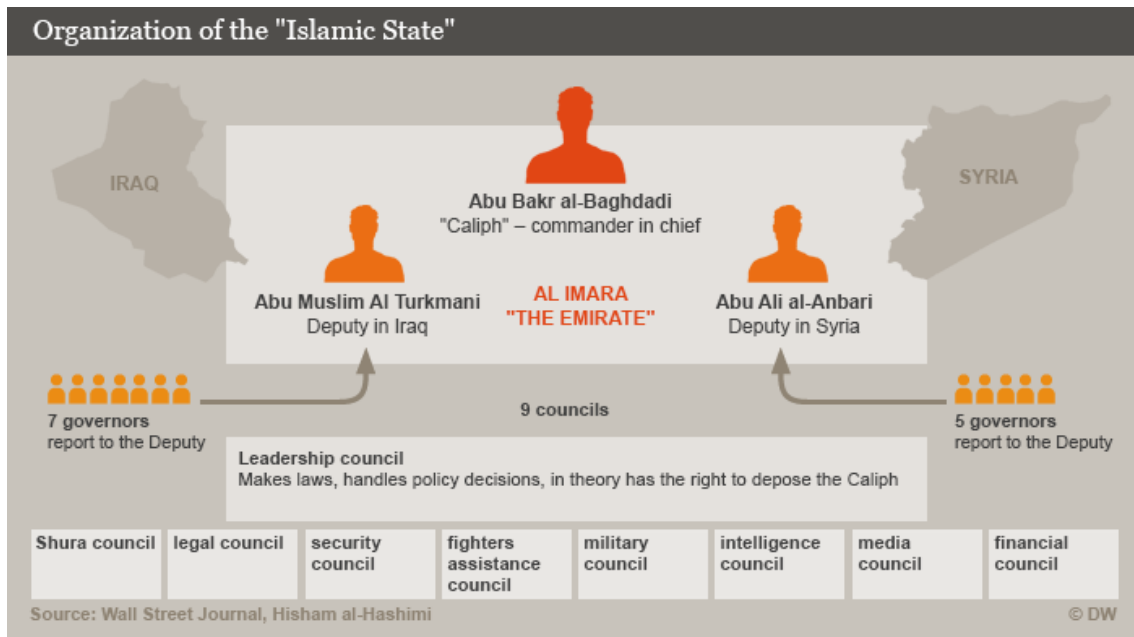 Organization of the "Islamic State"
IRAQ
SYRIA
Abu Bakr al-Baghdadi
"Caliph" – commander in chief
Abu Muslim Al Turkmani
Deputy in Iraq
AL IMARA
"THE EMIRATE"
Abu Ali al-Anbari
Deputy in Syria
7 governors
report to the Deputy
9 councils
5 governors
report to the Deputy
Leadership council
Makes laws, handles policy decisions, in theory has the right to depose the Caliph
Shura council
legal council
security
council
fighters
assistance
council
military
council
intelligence
council
media
council
financial
council
Source: Wall Street Journal, Hisham al-Hashimi
© DW